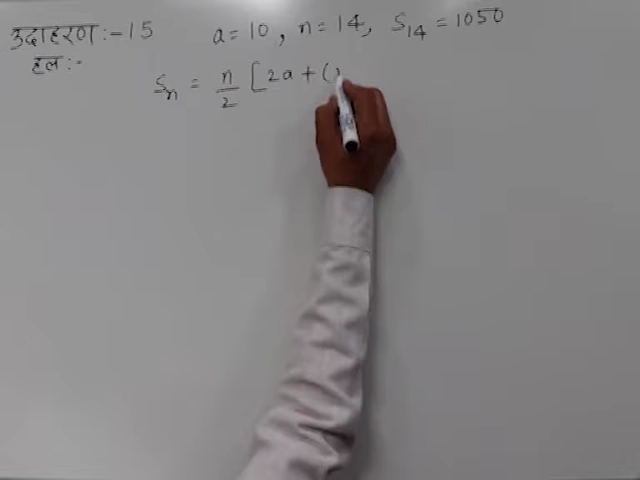 उदाहरण:-15 a=10, n=14, S₁₄=1050
हल:-
Sₙ = n/2 [2a+(